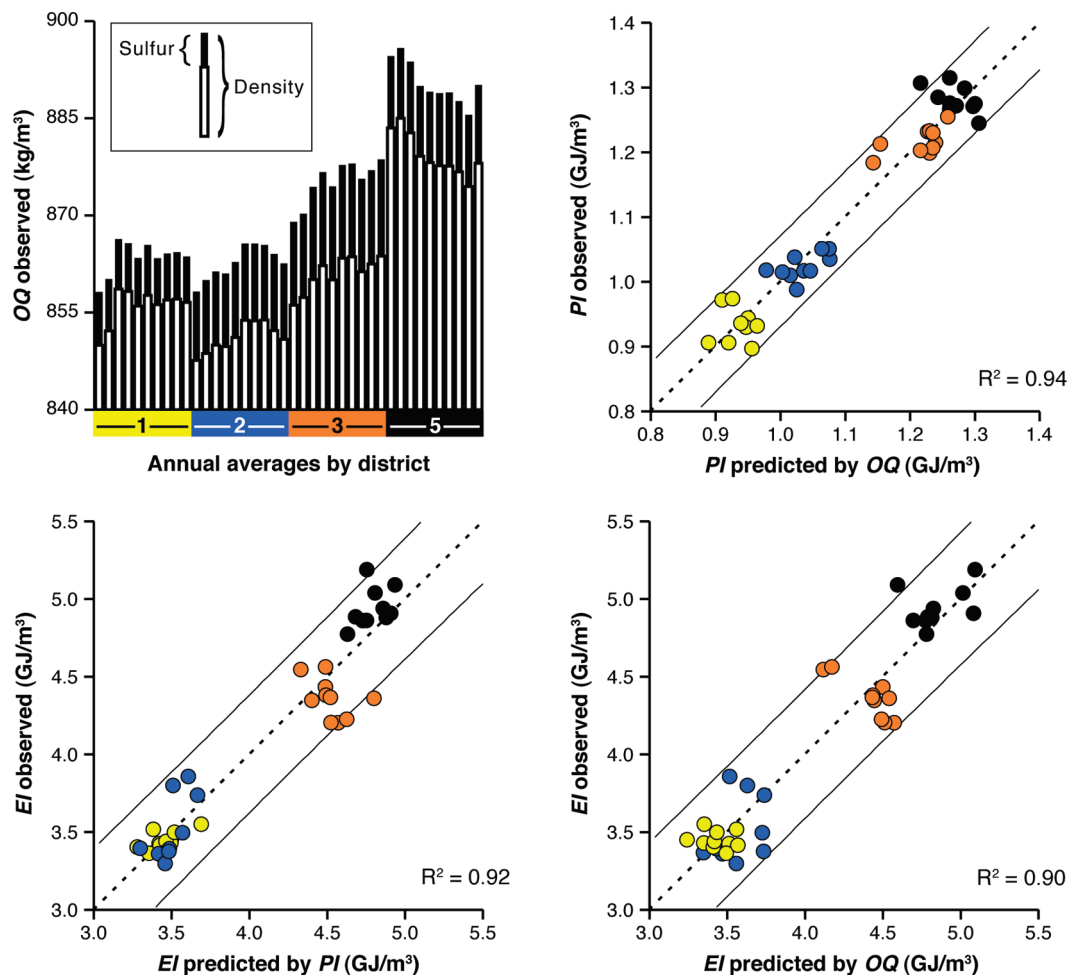 900
885
870
855
840
OQ observed (kg/m³)
Sulfur
Density
1
2
3
5
Annual averages by district
1.4
1.3
1.2
1.1
1.0
0.9
0.8
PI observed (GJ/m³)
R² = 0.94
0.8 0.9 1.0 1.1 1.2 1.3 1.4
PI predicted by OQ (GJ/m³)
5.5
5.0
4.5
4.0
3.5
3.0
EI observed (GJ/m³)
R² = 0.92
3.0 3.5 4.0 4.5 5.0 5.5
EI predicted by PI (GJ/m³)
5.5
5.0
4.5
4.0
3.5
3.0
EI observed (GJ/m³)
R² = 0.90
3.0 3.5 4.0 4.5 5.0 5.5
EI predicted by OQ (GJ/m³)